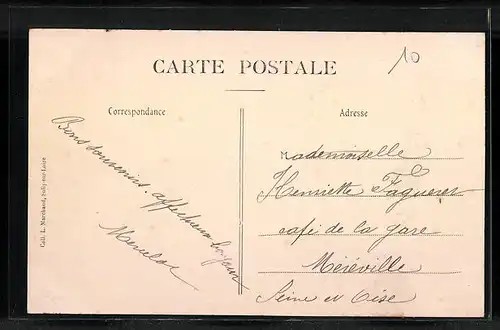 10
CARTE POSTALE
Correspondance
Adresse
Bons souvenirs. affectueux
Mademoiselle
Henriette
café de la gare
Méréville
Seine et Oise
Coll. L. Marchand, Sully-sur-Loire